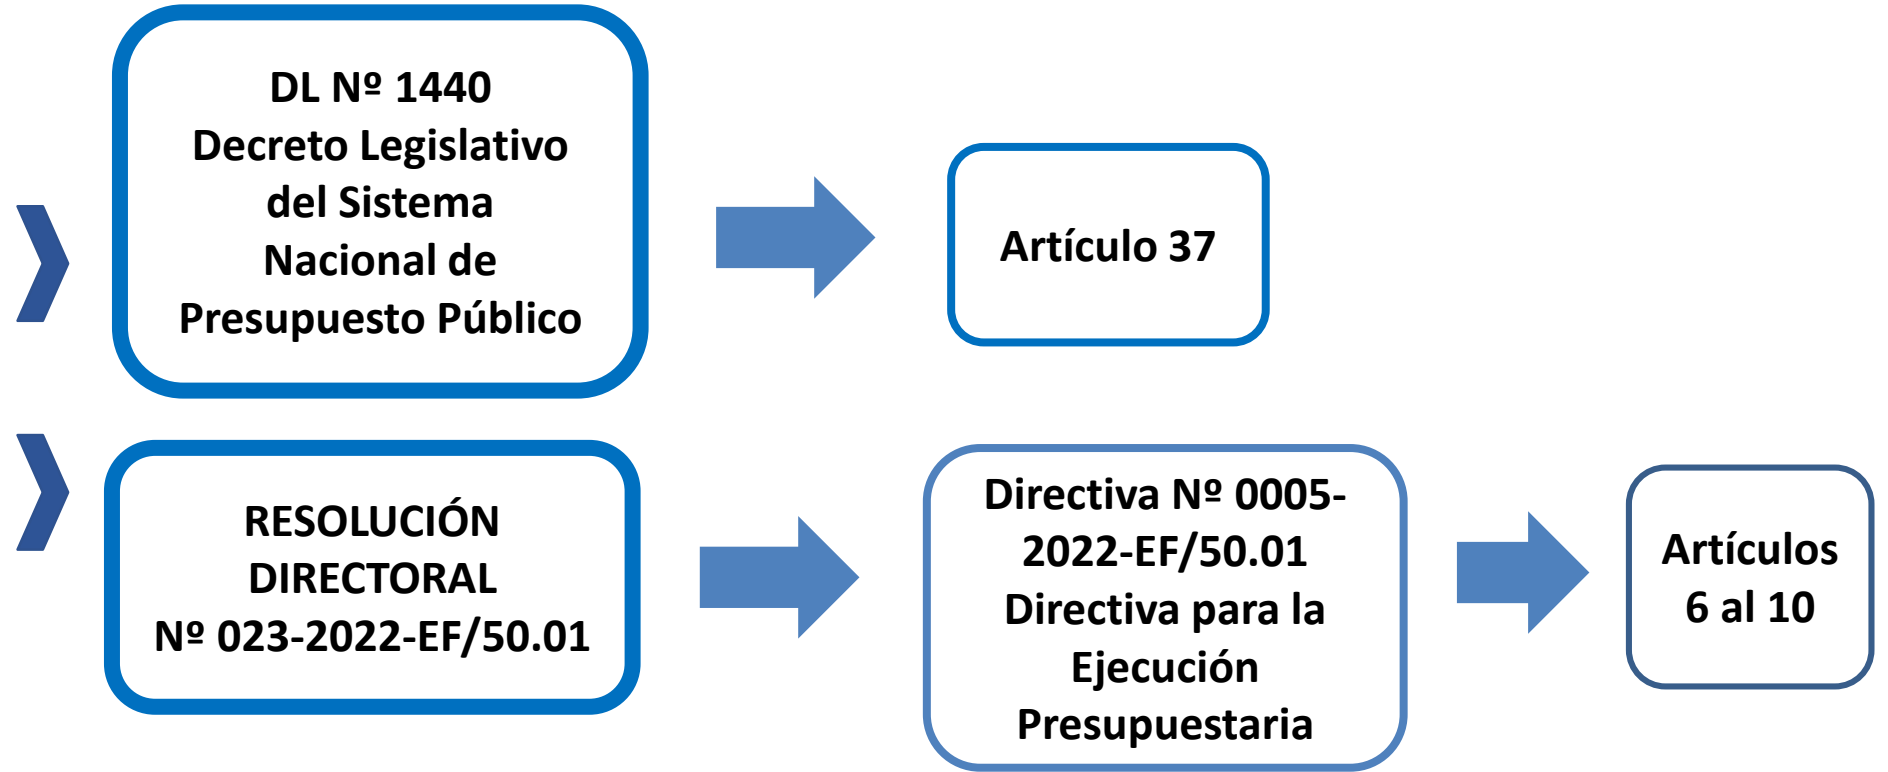 DL Nº 1440
Decreto Legislativo
del Sistema
Nacional de
Presupuesto Público
Artículo 37
RESOLUCIÓN
DIRECTORAL
Nº 023-2022-EF/50.01
Directiva Nº 0005-
2022-EF/50.01
Directiva para la
Ejecución
Presupuestaria
Artículos
6 al 10